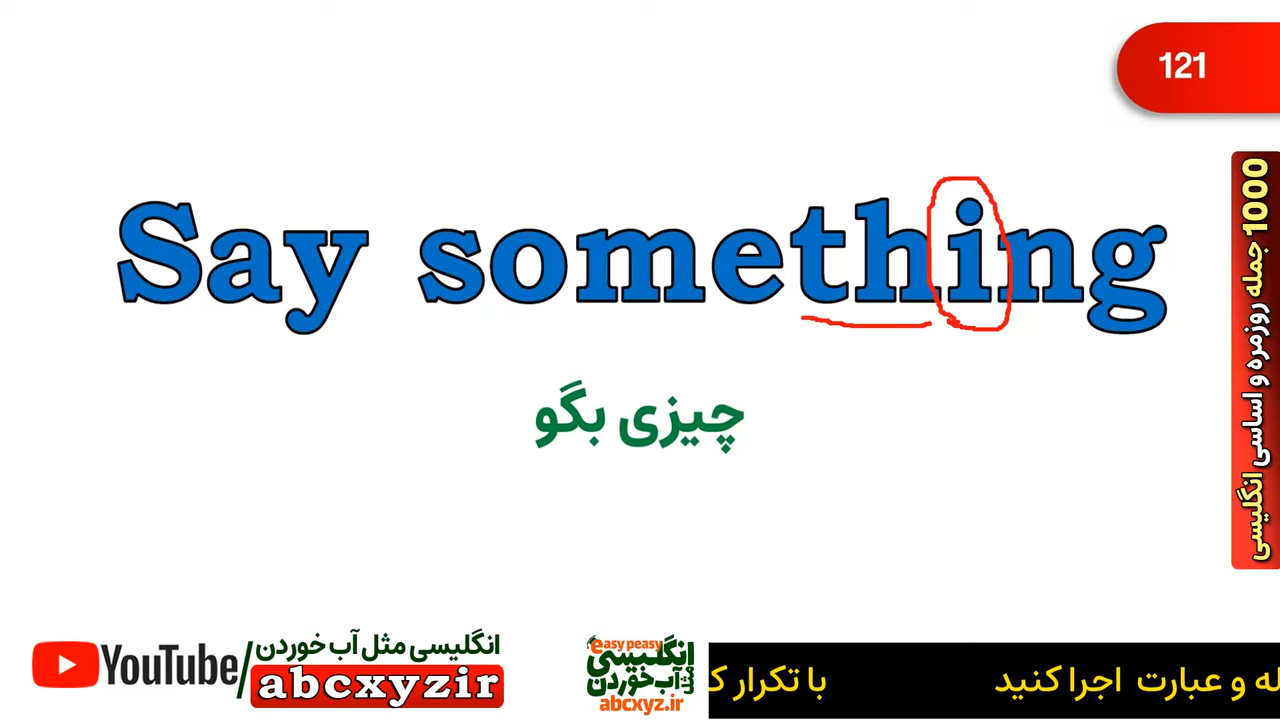 121
Say something
چیزی بگو
1000 جمله روزمره و اساسی انگلیسی
YouTube/
انگلیسی مثل آب خوردن
abcxyzir
easy peasy
انگلیسی
مثل آب خوردن
abcxyz.ir
و عبارت اجرا کنید
با تکرار